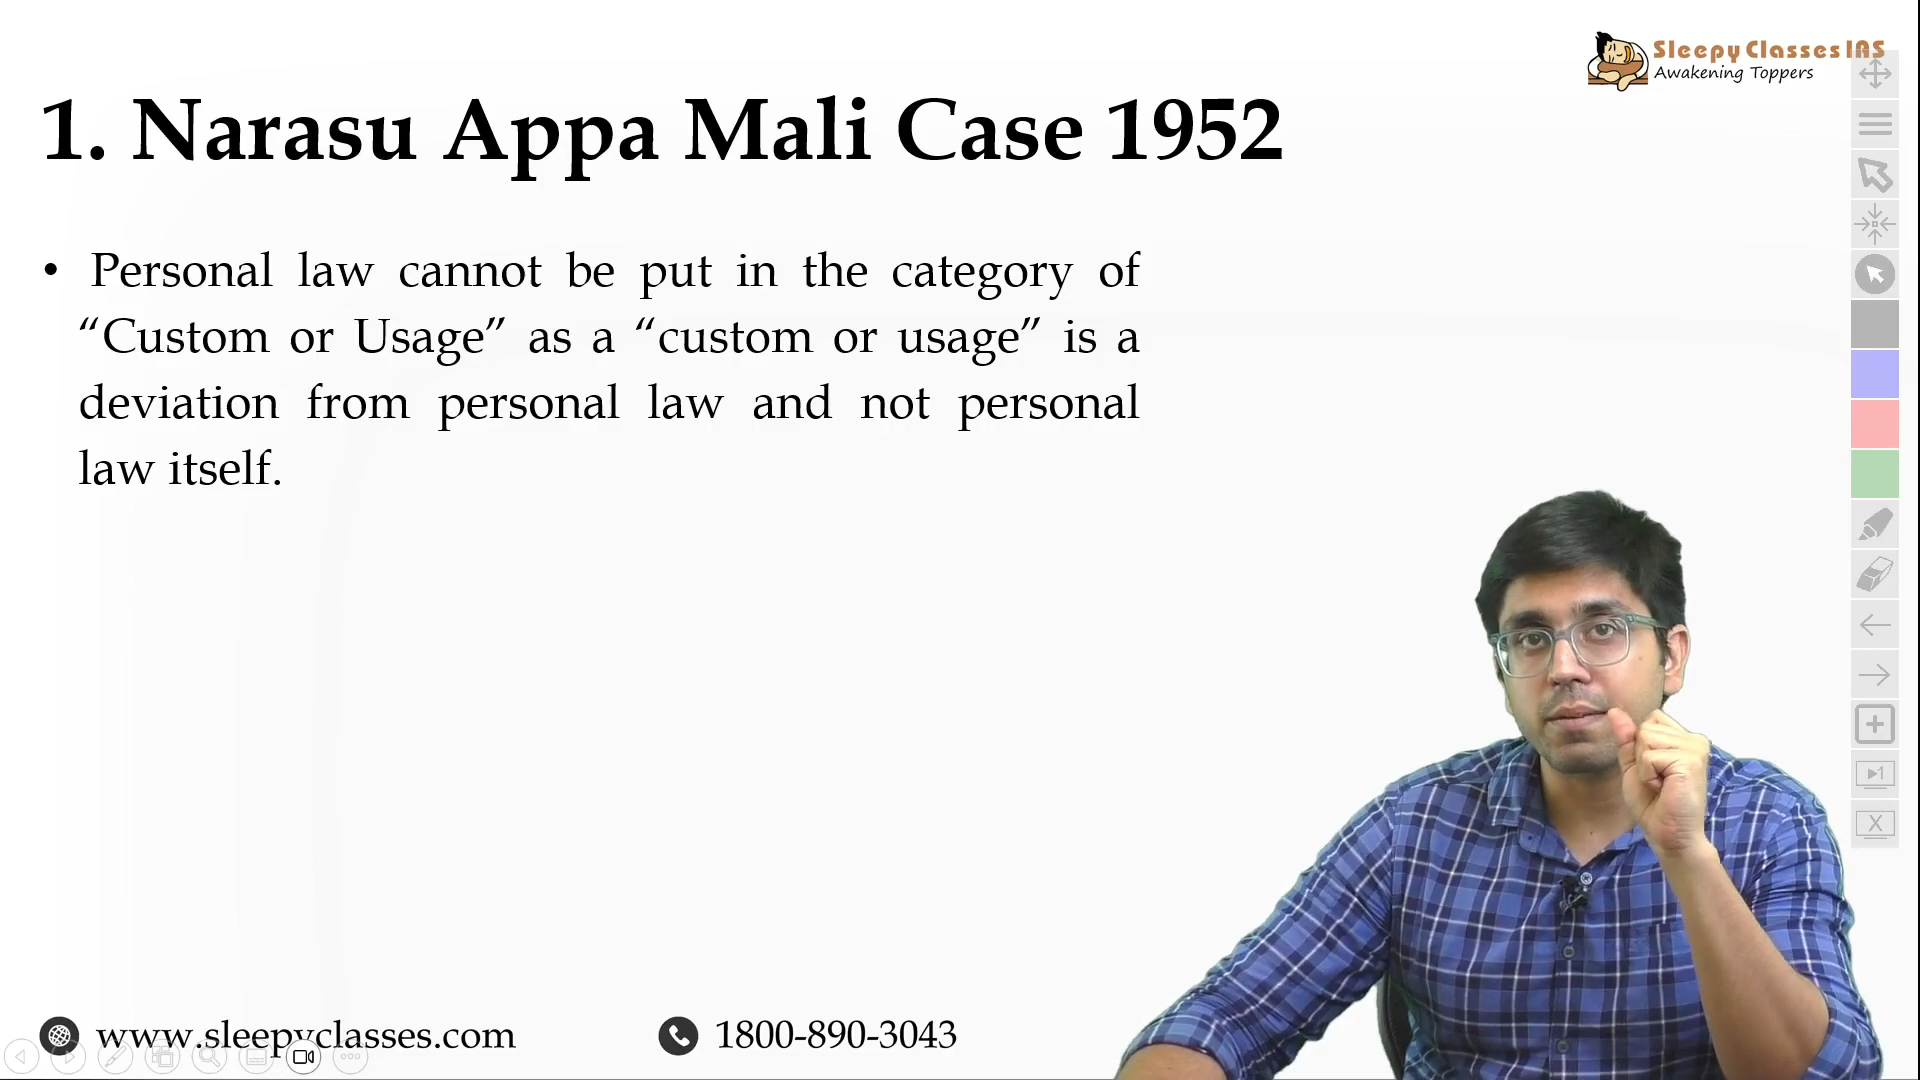 Sleepy Classes IAS
Awakening Toppers
1. Narasu Appa Mali Case 1952
• Personal law cannot be put in the category of
“Custom or Usage” as a “custom or usage” is a
deviation from personal law and not personal
law itself.
www.sleepyclasses.com
1800-890-3043
1
X